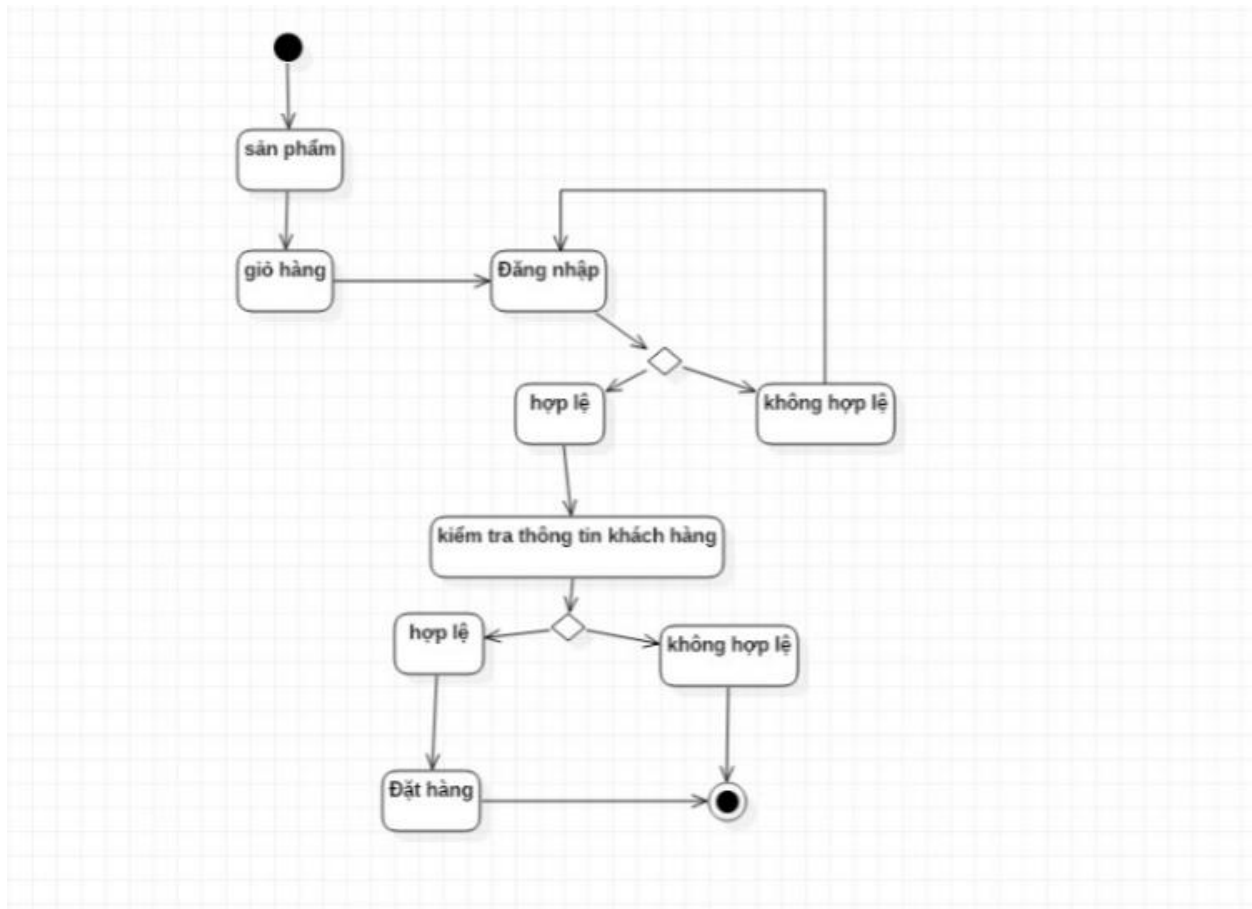 sản phẩm
giỏ hàng
Đăng nhập
hợp lệ
không hợp lệ
kiểm tra thông tin khách hàng
hợp lệ
không hợp lệ
Đặt hàng